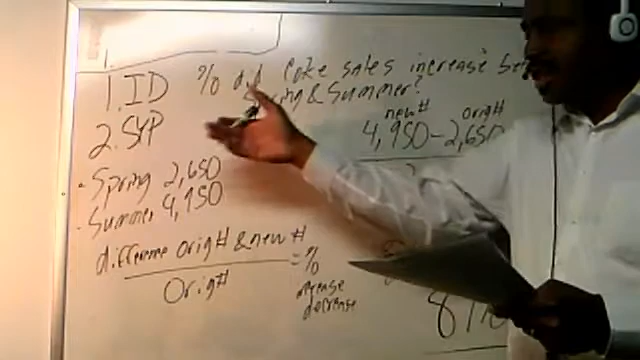 1. ID % did Coke sales increase
Spring & Summer?
2. SYP
new# orig#
4,950 - 2,650
• Spring 2,650
• Summer 4,950
difference orig# & new# = %
Orig#
increase
decrease